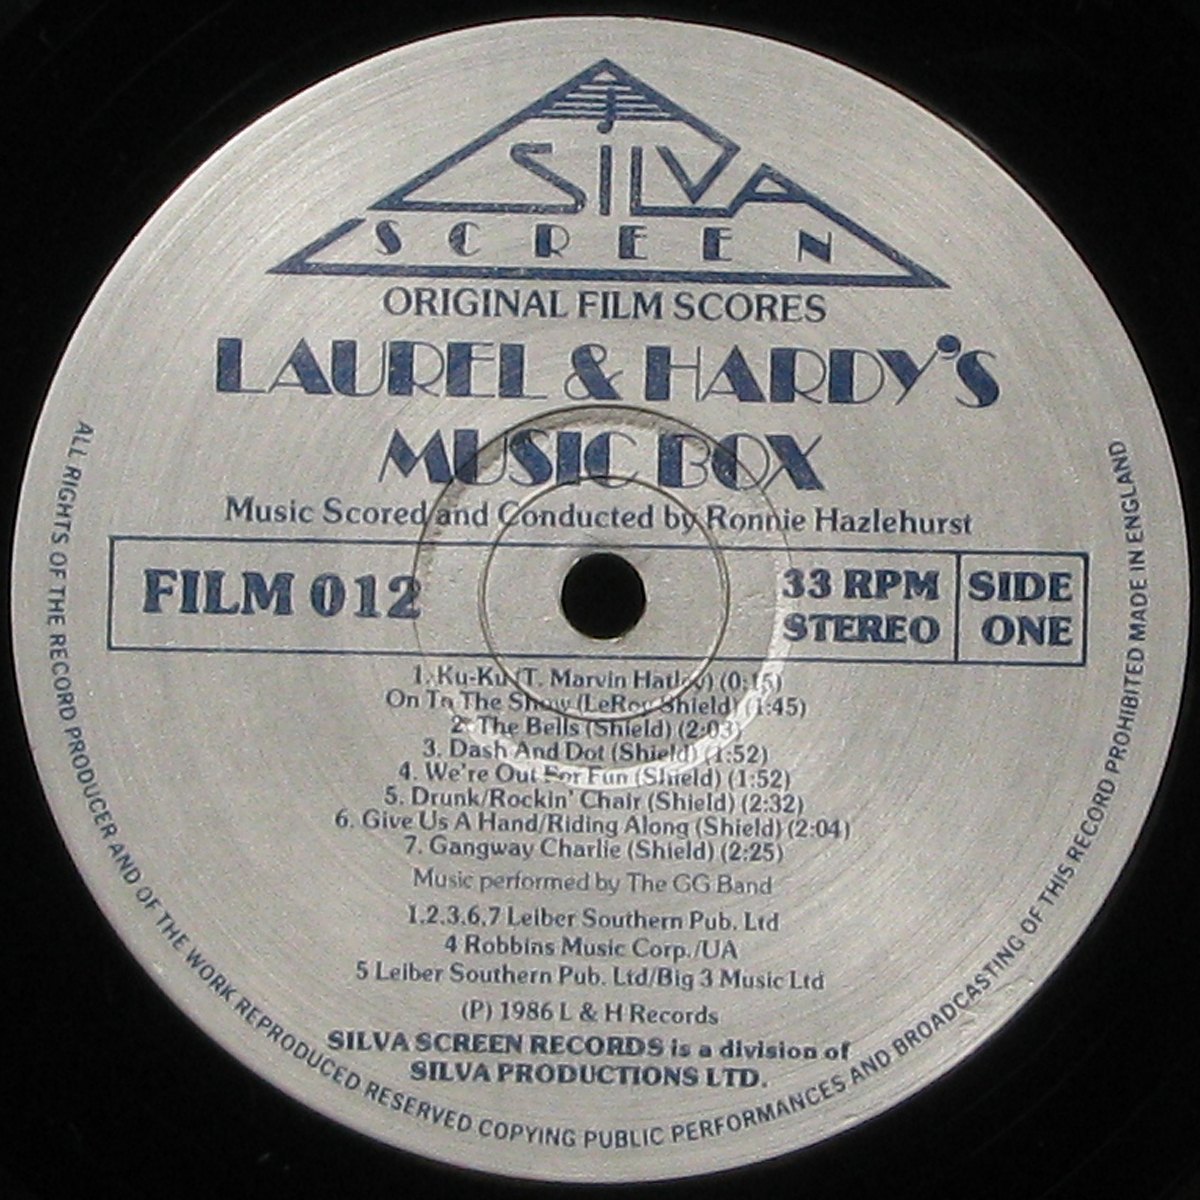 SILVA
SCREEN
ORIGINAL FILM SCORES
LAUREL & HARDY'S
MUSIC BOX
Music Scored and Conducted by Ronnie Hazlehurst
FILM 012
33 RPM
STEREO
SIDE
ONE
1. Ku-Ku (T. Marvin Hatley) (0:15)
On To The Show (LeRoy Shield) (1:45)
2. The Bells (Shield) (2:03)
3. Dash And Dot (Shield) (1:52)
4. We're Out For Fun (Shield) (1:52)
5. Drunk/Rockin' Chair (Shield) (2:32)
6. Give Us A Hand/Riding Along (Shield) (2:04)
7. Gangway Charlie (Shield) (2:25)
Music performed by The GG Band
1.2.3.6.7 Leiber Southern Pub. Ltd
4 Robbins Music Corp./UA
5 Leiber Southern Pub. Ltd/Big 3 Music Ltd
(P) 1986 L & H Records
SILVA SCREEN RECORDS is a division of
SILVA PRODUCTIONS LTD.
ALL RIGHTS OF THE RECORD PRODUCER AND OF THE WORK REPRODUCED RESERVED COPYING PUBLIC PERFORMANCES AND BROADCASTING OF THIS RECORD PROHIBITED MADE IN ENGLAND